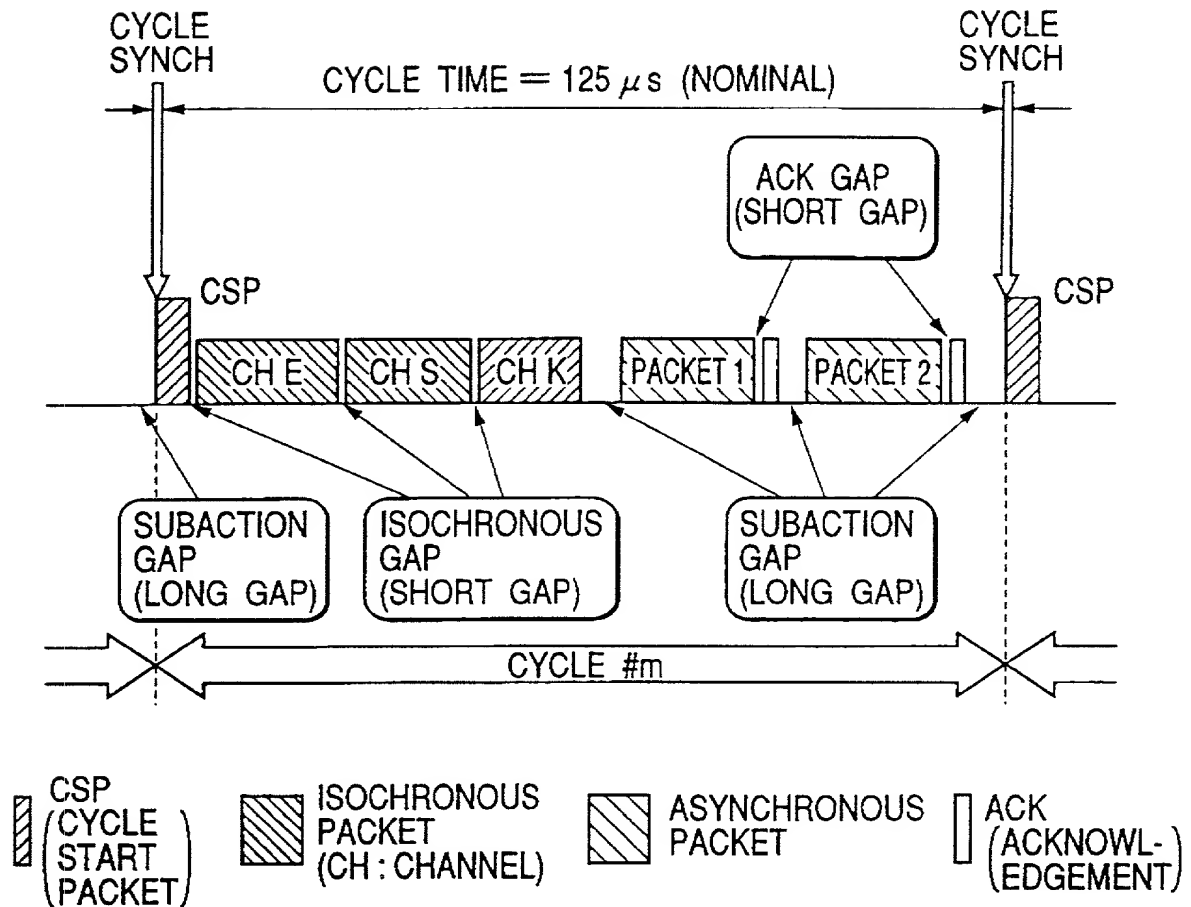 CYCLE
SYNCH
CYCLE TIME = 125 μs (NOMINAL)
CYCLE
SYNCH
ACK GAP
(SHORT GAP)
CSP
CSP
CH E
CH S
CH K
PACKET 1
PACKET 2
SUBACTION
GAP
(LONG GAP)
ISOCHRONOUS
GAP
(SHORT GAP)
SUBACTION
GAP
(LONG GAP)
CYCLE #m
CSP
(CYCLE
START
PACKET)
ISOCHRONOUS
PACKET
(CH : CHANNEL)
ASYNCHRONOUS
PACKET
ACK
(ACKNOWL-
EDGEMENT)